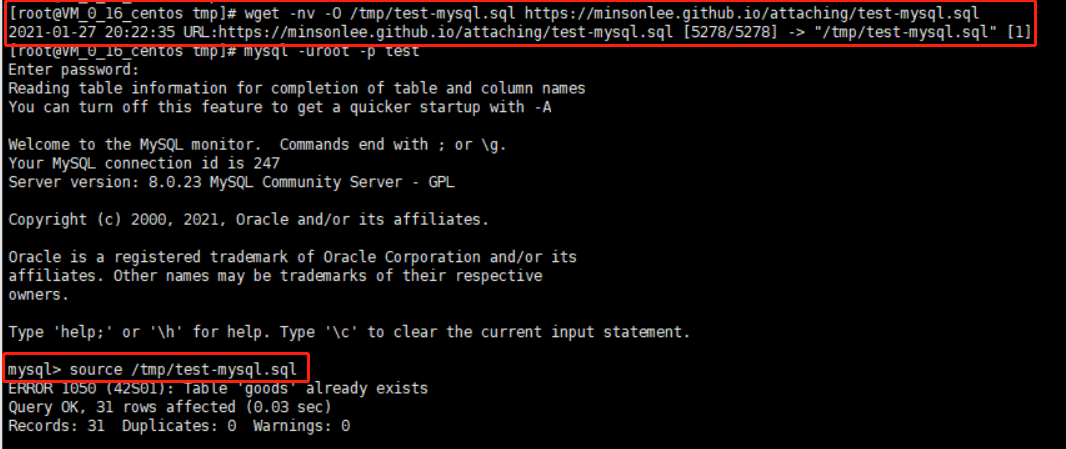 [root@VM_0_16_centos tmp]# wget -nv -O /tmp/test-mysql.sql https://minsonlee.github.io/attaching/test-mysql.sql
2021-01-27 20:22:35 URL:https://minsonlee.github.io/attaching/test-mysql.sql [5278/5278] -> "/tmp/test-mysql.sql" [1]
[root@VM_0_16_centos tmp]# mysql -uroot -p test
Enter password:
Reading table information for completion of table and column names
You can turn off this feature to get a quicker startup with -A
Welcome to the MySQL monitor.  Commands end with ; or \g.
Your MySQL connection id is 247
Server version: 8.0.23 MySQL Community Server - GPL
Copyright (c) 2000, 2021, Oracle and/or its affiliates.
Oracle is a registered trademark of Oracle Corporation and/or its
affiliates. Other names may be trademarks of their respective
owners.
Type 'help;' or '\h' for help. Type '\c' to clear the current input statement.
mysql> source /tmp/test-mysql.sql
ERROR 1050 (42S01): Table 'goods' already exists
Query OK, 31 rows affected (0.03 sec)
Records: 31  Duplicates: 0  Warnings: 0